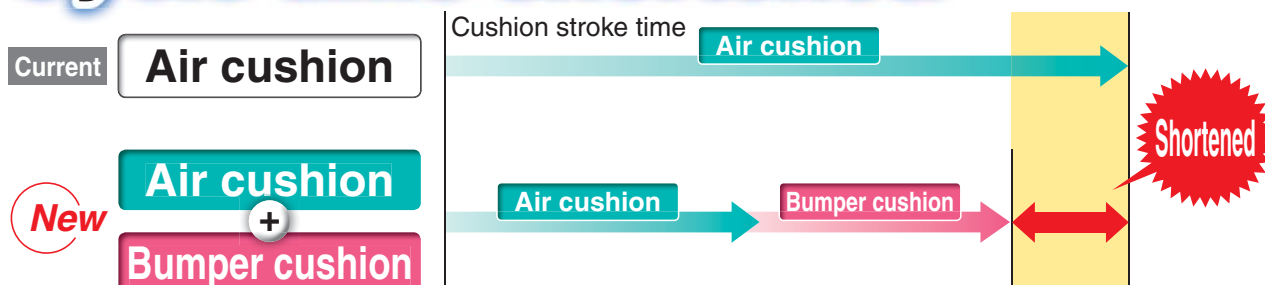 Cushion stroke time
Current
Air cushion
Air cushion
Shortened
New
Air cushion
+
Bumper cushion
Air cushion
Bumper cushion